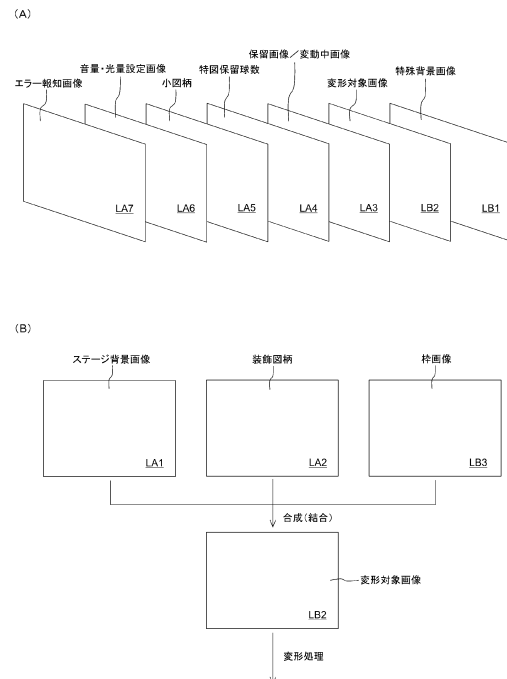 (A)
保留画像／変動中画像
音量・光量設定画像
特図保留球数
特殊背景画像
エラー報知画像
小図柄
変形対象画像
LA7
LA6
LA5
LA4
LA3
LB2
LB1
(B)
ステージ背景画像
装飾図柄
枠画像
LA1
LA2
LB3
合成(結合)
変形対象画像
LB2
変形処理